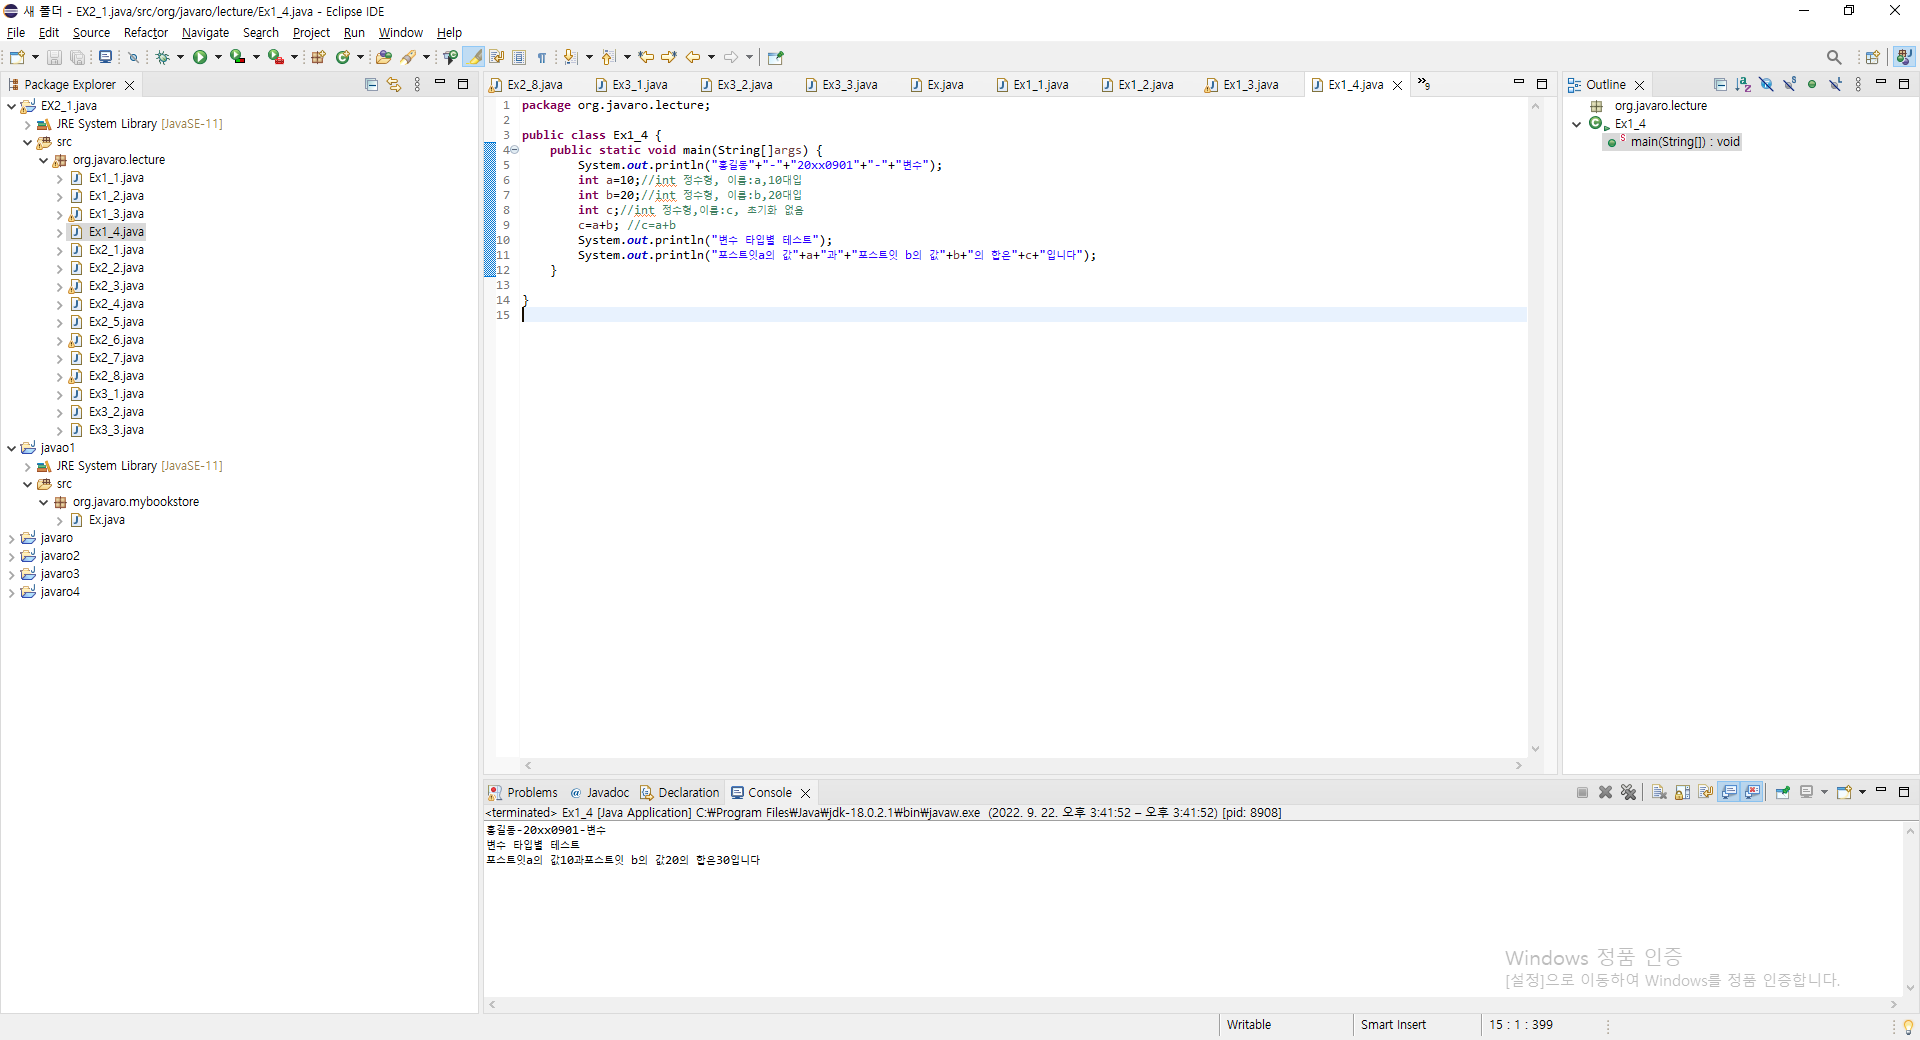 새 폴더 - EX2_1.java/src/org/javaro/lecture/Ex1_4.java - Eclipse IDE
File Edit Source Refactor Navigate Search Project Run Window Help
Package Explorer
EX2_1.java
JRE System Library [JavaSE-11]
src
org.javaro.lecture
Ex1_1.java
Ex1_2.java
Ex1_3.java
Ex1_4.java
Ex2_1.java
Ex2_2.java
Ex2_3.java
Ex2_4.java
Ex2_5.java
Ex2_6.java
Ex2_7.java
Ex2_8.java
Ex3_1.java
Ex3_2.java
Ex3_3.java
javao1
JRE System Library [JavaSE-11]
src
org.javaro.mybookstore
Ex.java
javaro
javaro2
javaro3
javaro4
Ex2_8.java Ex3_1.java Ex3_2.java Ex3_3.java Ex.java Ex1_1.java Ex1_2.java Ex1_3.java Ex1_4.java »9
1 package org.javaro.lecture;
2
3 public class Ex1_4 {
4 public static void main(String[]args) {
5 System.out.println("홍길동"+"-"+"20xx0901"+"-"+"변수");
6 int a=10;//int 정수형, 이름:a,10대입
7 int b=20;//int 정수형, 이름:b,20대입
8 int c;//int 정수형,이름:c, 초기화 없음
9 c=a+b; //c=a+b
10 System.out.println("변수 타입별 테스트");
11 System.out.println("포스트잇a의 값"+a+"과"+"포스트잇 b의 값"+b+"의 합은"+c+"입니다");
12 }
13
14 }
15
Outline
org.javaro.lecture
Ex1_4
main(String[]) : void
Problems @ Javadoc Declaration Console
<terminated> Ex1_4 [Java Application] C:₩Program Files₩Java₩jdk-18.0.2.1₩bin₩javaw.exe (2022. 9. 22. 오후 3:41:52 – 오후 3:41:52) [pid: 8908]
홍길동-20xx0901-변수
변수 타입별 테스트
포스트잇a의 값10과포스트잇 b의 값20의 합은30입니다
Windows 정품 인증
[설정]으로 이동하여 Windows를 정품 인증합니다.
Writable Smart Insert 15 : 1 : 399